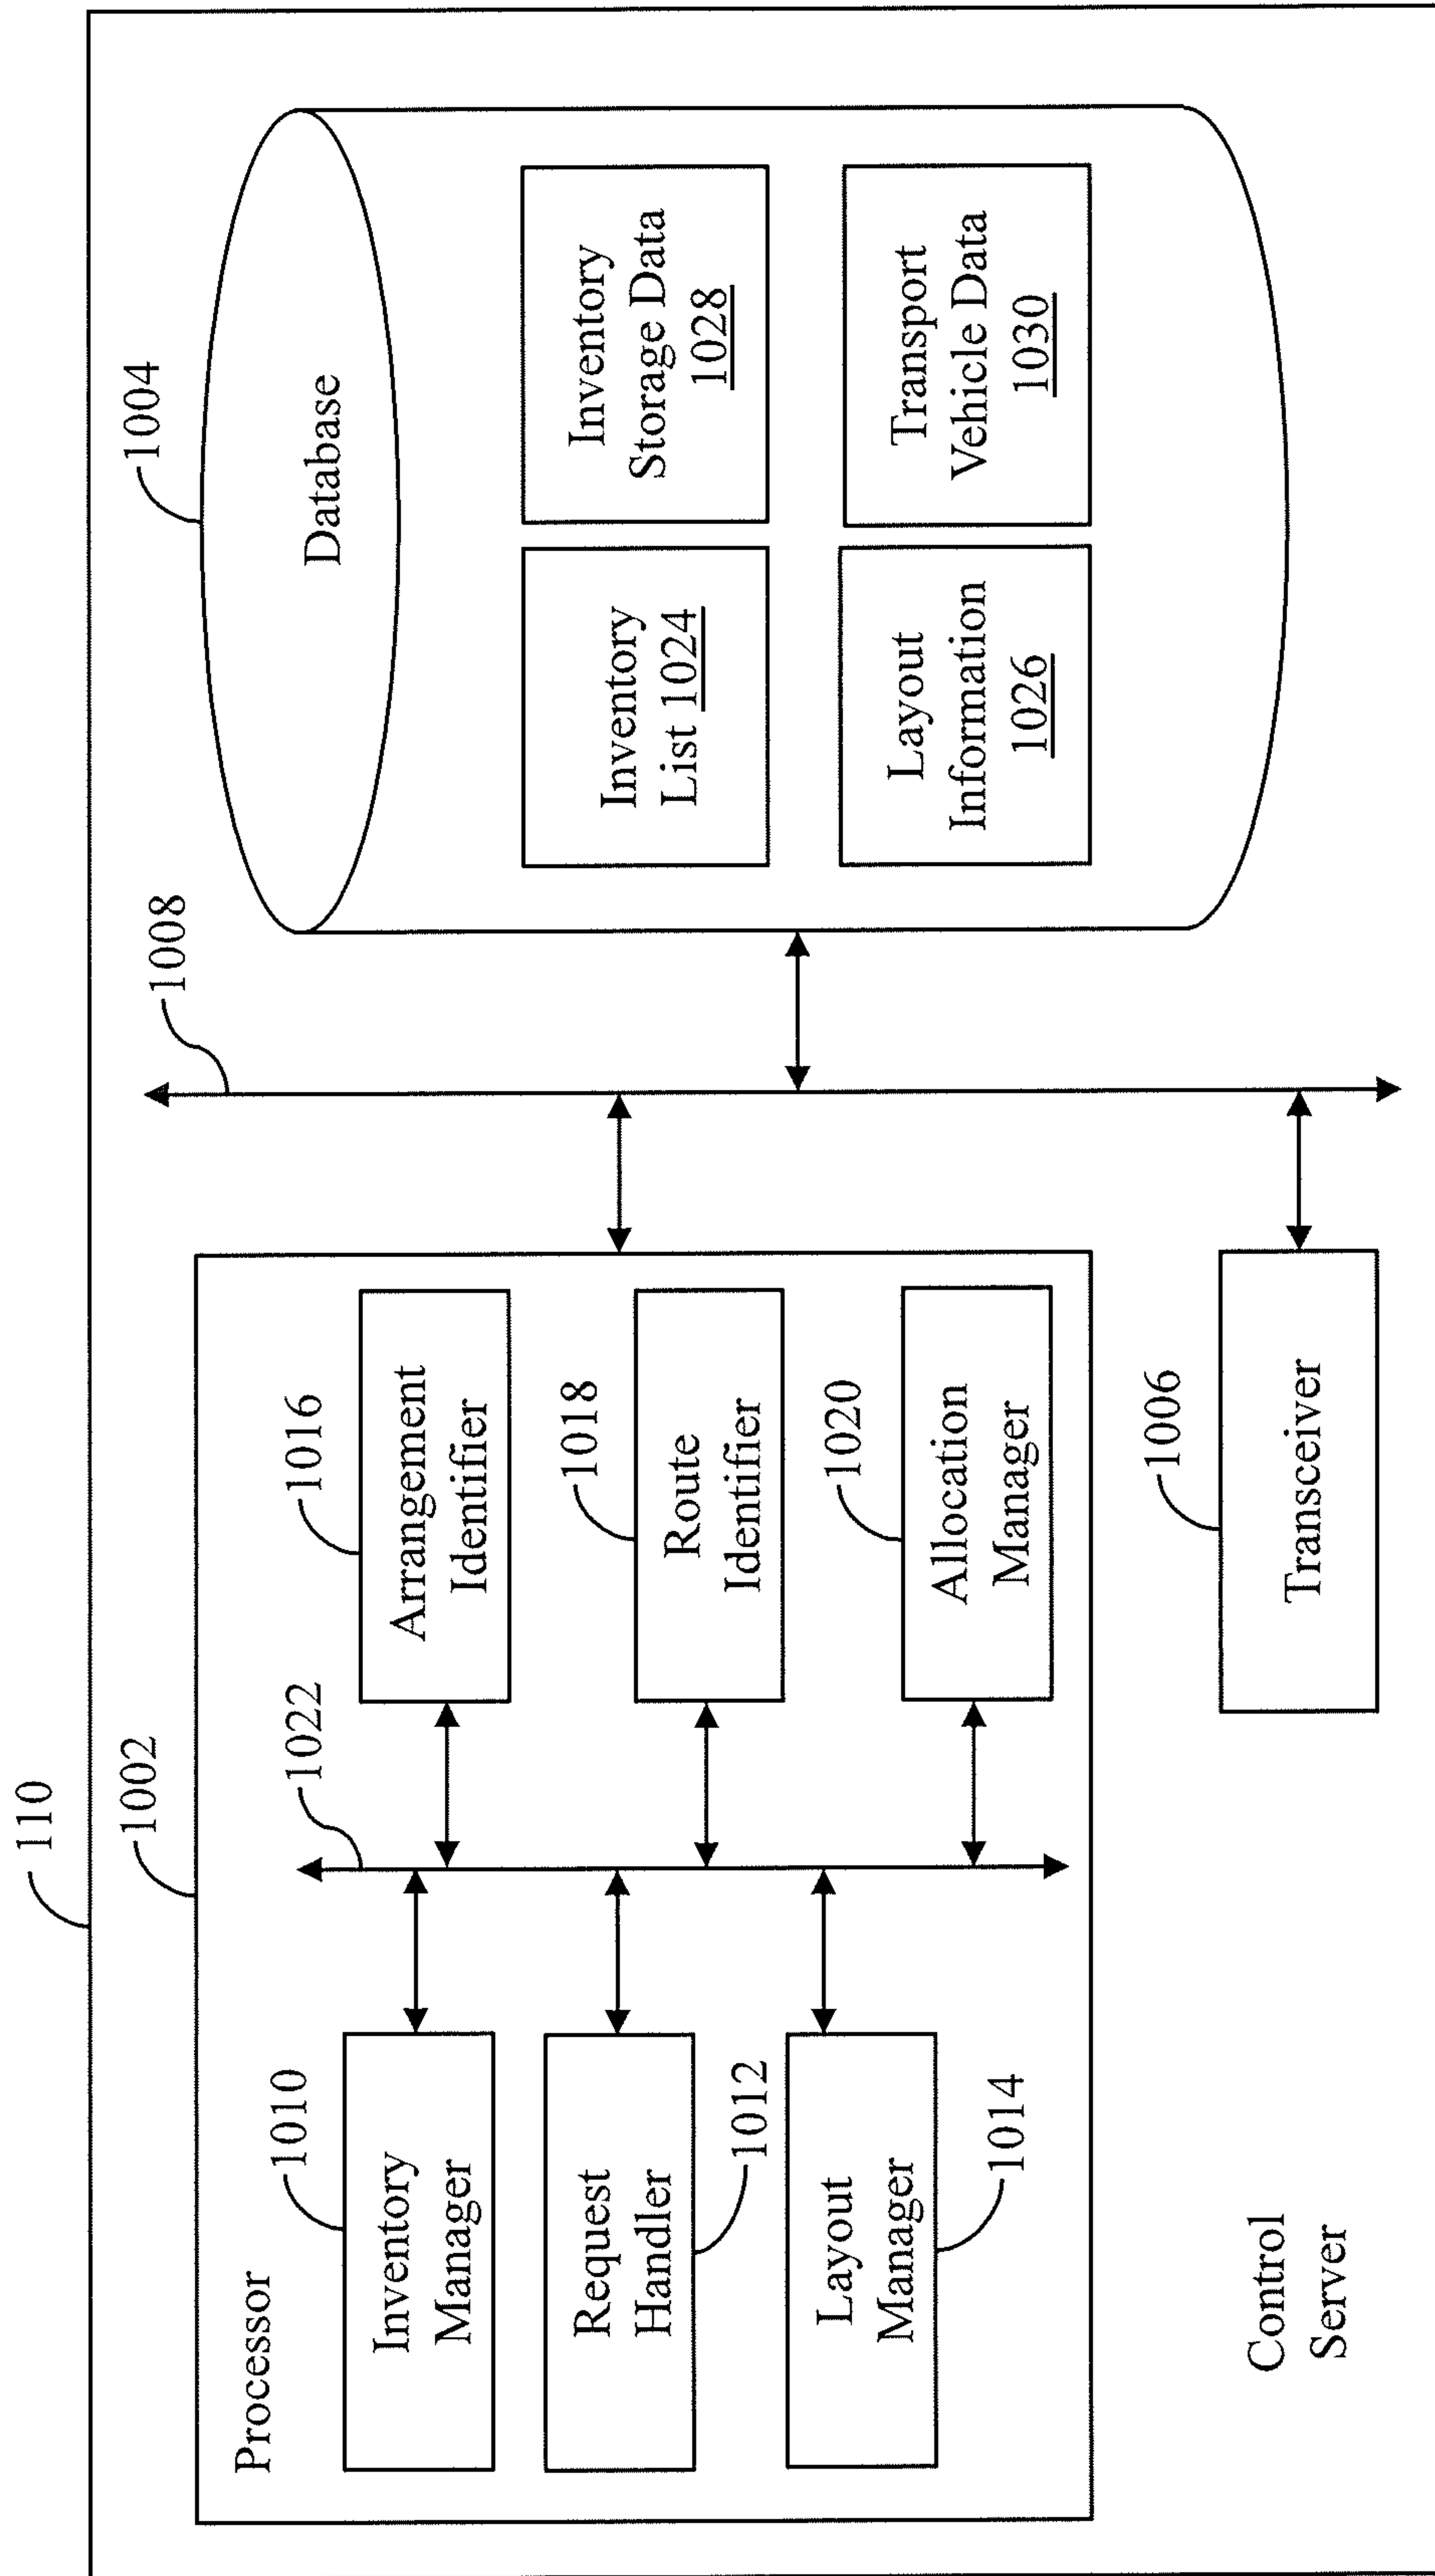 110
1002
Processor
1010
Inventory
Manager
Request
Handler
1012
Layout
Manager
1014
1022
1016
Arrangement
Identifier
1018
Route
Identifier
1020
Allocation
Manager
1008
1004
Database
Inventory
List 1024
Inventory
Storage Data
1028
Layout
Information
1026
Transport
Vehicle Data
1030
1006
Transceiver
Control
Server